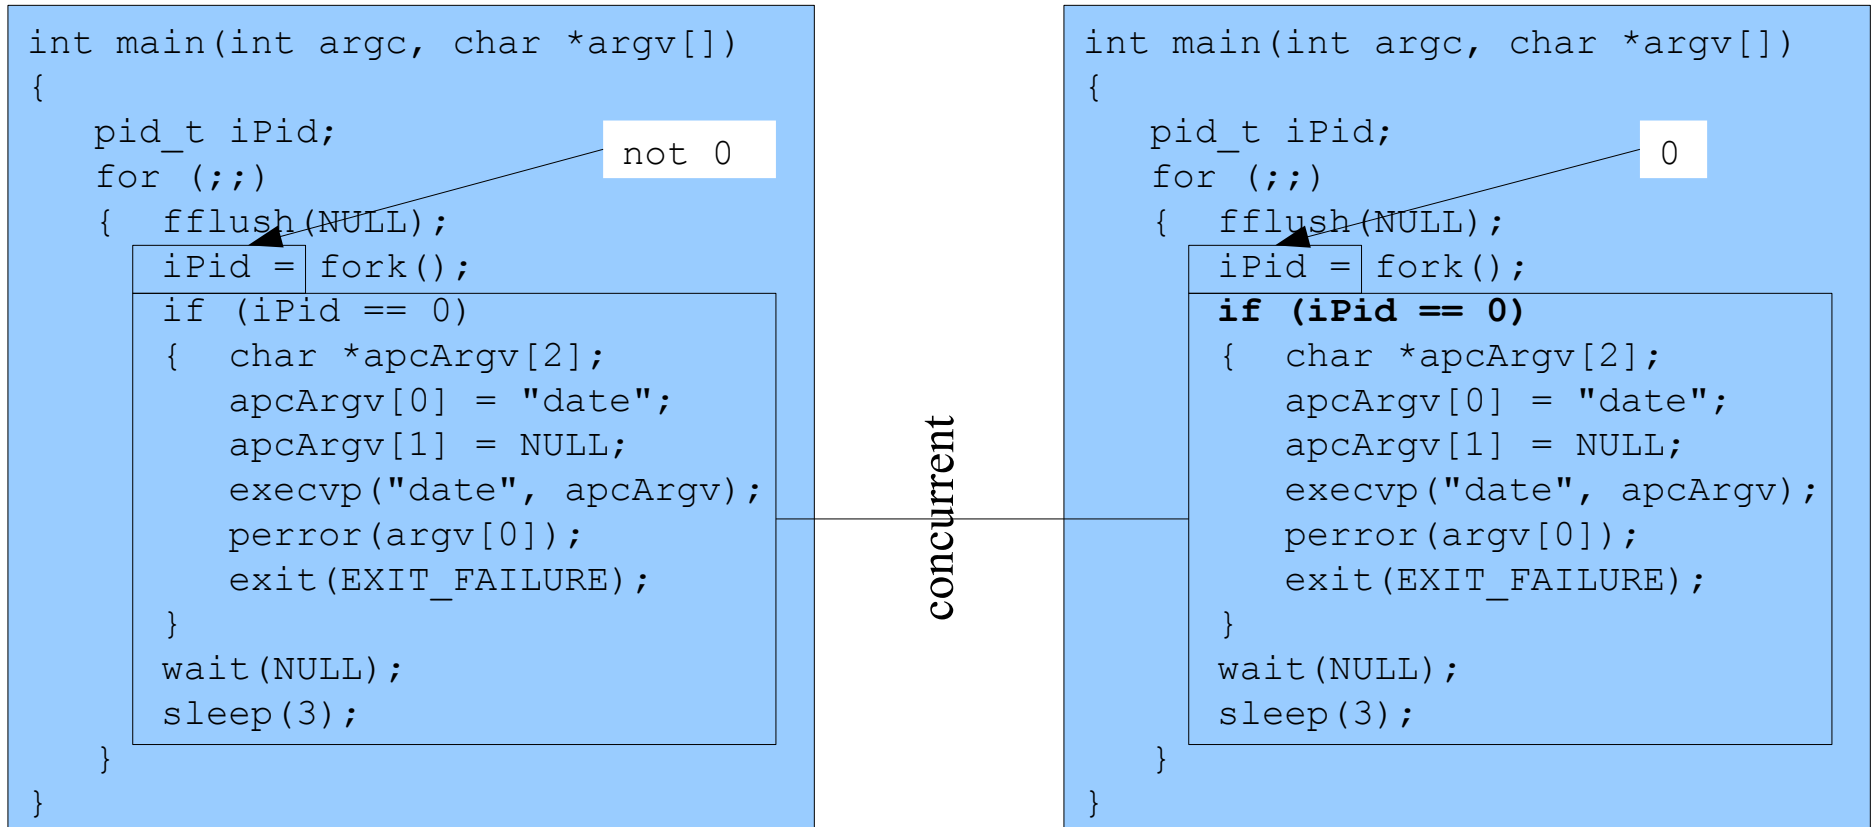 int main(int argc, char *argv[])
{
pid_t iPid;
not 0
for (;;)
{ fflush(NULL);
iPid = fork();
if (iPid == 0)
{ char *apcArgv[2];
apcArgv[0] = "date";
apcArgv[1] = NULL;
execvp("date", apcArgv);
perror(argv[0]);
exit(EXIT_FAILURE);
}
wait(NULL);
sleep(3);
}
}
concurrent
int main(int argc, char *argv[])
{
pid_t iPid;
0
for (;;)
{ fflush(NULL);
iPid = fork();
if (iPid == 0)
{ char *apcArgv[2];
apcArgv[0] = "date";
apcArgv[1] = NULL;
execvp("date", apcArgv);
perror(argv[0]);
exit(EXIT_FAILURE);
}
wait(NULL);
sleep(3);
}
}